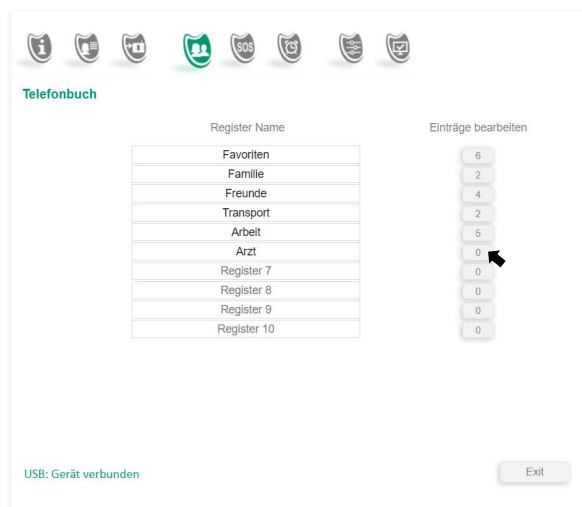 SOS
Telefonbuch
Register Name Einträge bearbeiten
Favoriten 6
Familie 2
Freunde 4
Transport 2
Arbeit 5
Arzt 0
Register 7 0
Register 8 0
Register 9 0
Register 10 0
USB: Gerät verbunden Exit